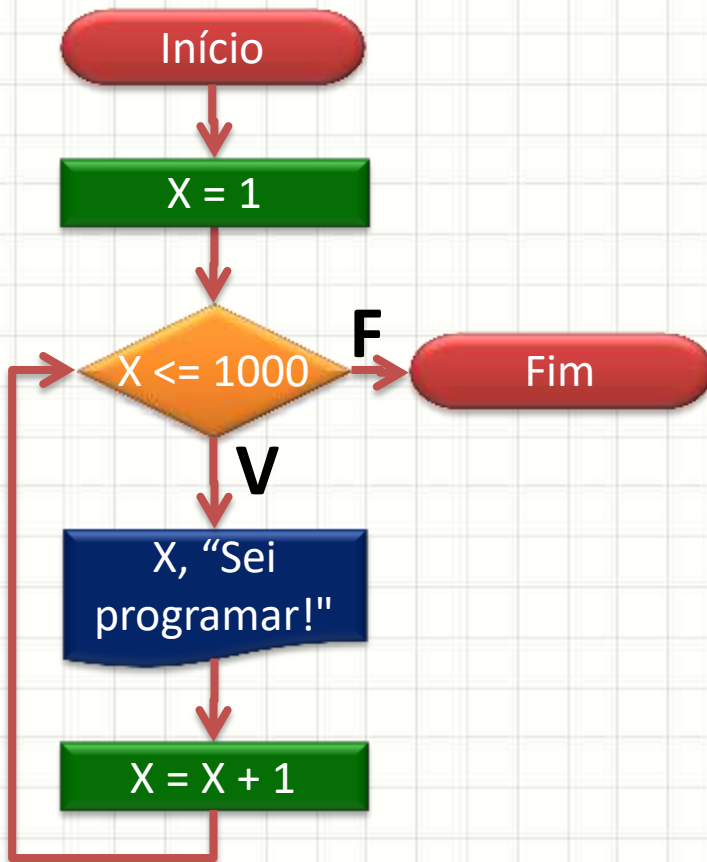 Início
X = 1
X <= 1000
F
Fim
V
X, “Sei
programar!"
X = X + 1